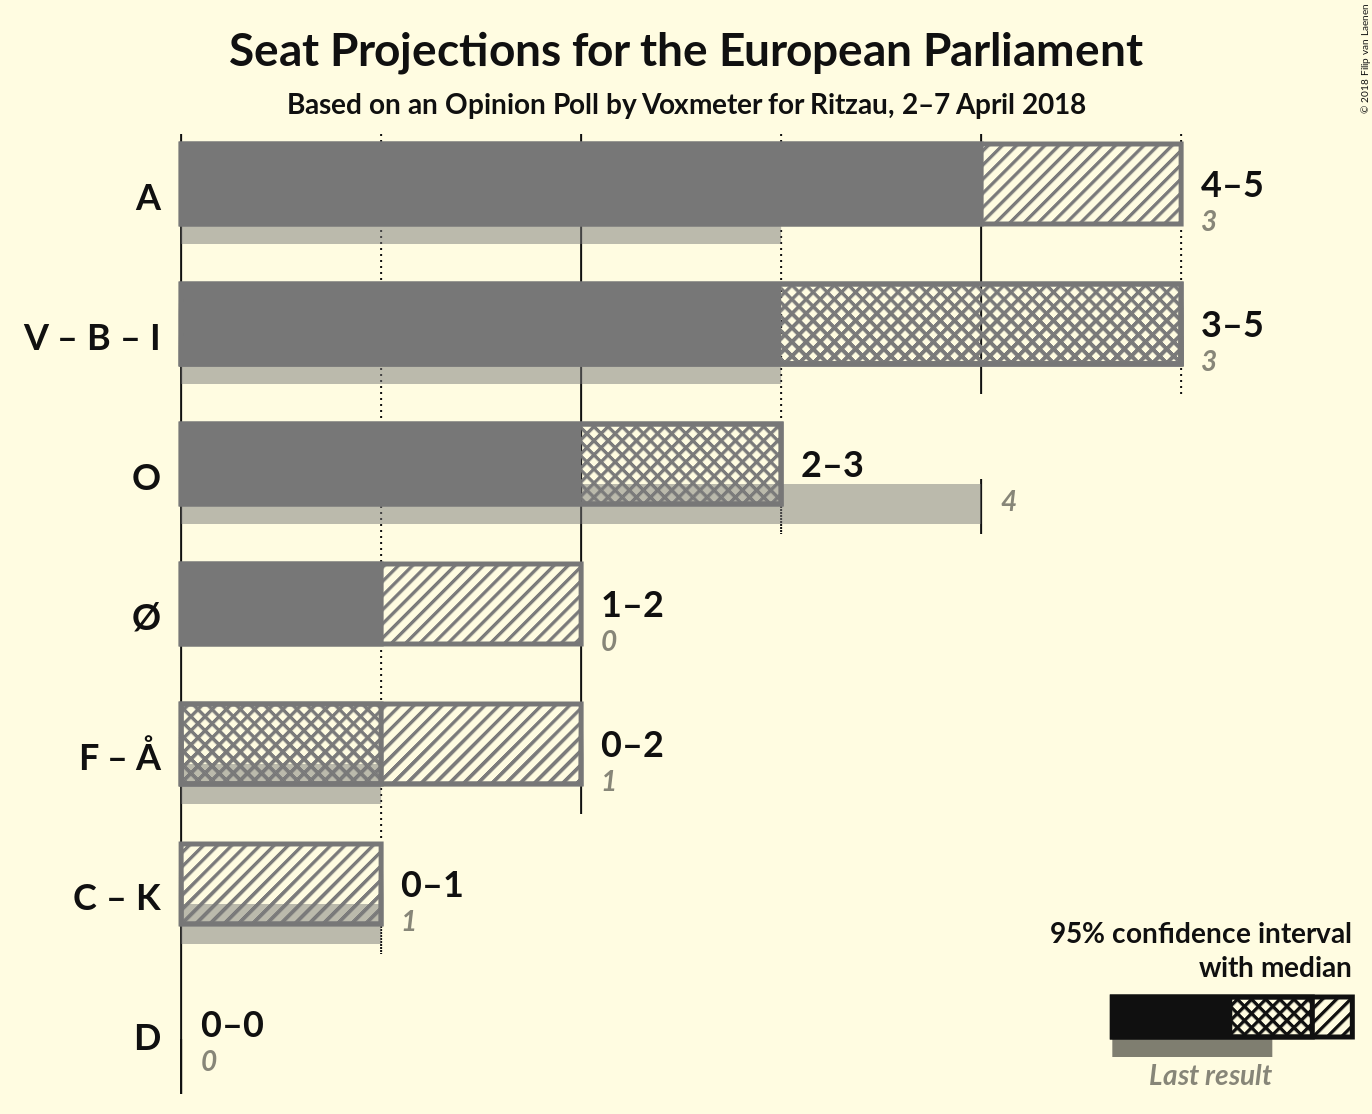 Seat Projections for the European Parliament
Based on an Opinion Poll by Voxmeter for Ritzau, 2–7 April 2018
© 2018 Filip van Laenen
A
4–5
3
V – B – I
3–5
3
O
2–3
4
Ø
1–2
0
F – Å
0–2
1
C – K
0–1
1
D
0–0
0
95% confidence interval
with median
Last result